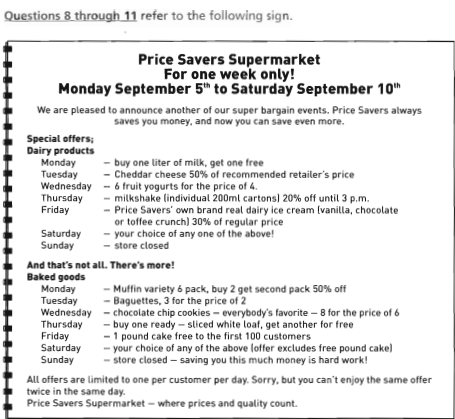 Questions 8 through 11 refer to the following sign.
Price Savers Supermarket
For one week only!
Monday September 5th to Saturday September 10th
We are pleased to announce another of our super bargain events. Price Savers always
saves you money, and now you can save even more.
Special offers;
Dairy products
Monday – buy one liter of milk, get one free
Tuesday – Cheddar cheese 50% of recommended retailer's price
Wednesday – 6 fruit yogurts for the price of 4.
Thursday – milkshake (individual 200ml cartons) 20% off until 3 p.m.
Friday – Price Savers' own brand real dairy ice cream (vanilla, chocolate
or toffee crunch) 30% of regular price
Saturday – your choice of any one of the above!
Sunday – store closed
And that's not all. There's more!
Baked goods
Monday – Muffin variety 6 pack, buy 2 get second pack 50% off
Tuesday – Baguettes, 3 for the price of 2
Wednesday – chocolate chip cookies – everybody's favorite – 8 for the price of 6
Thursday – buy one ready – sliced white loaf, get another for free
Friday – 1 pound cake free to the first 100 customers
Saturday – your choice of any of the above (offer excludes free pound cake)
Sunday – store closed – saving you this much money is hard work!
All offers are limited to one per customer per day. Sorry, but you can't enjoy the same offer
twice in the same day.
Price Savers Supermarket – where prices and quality count.